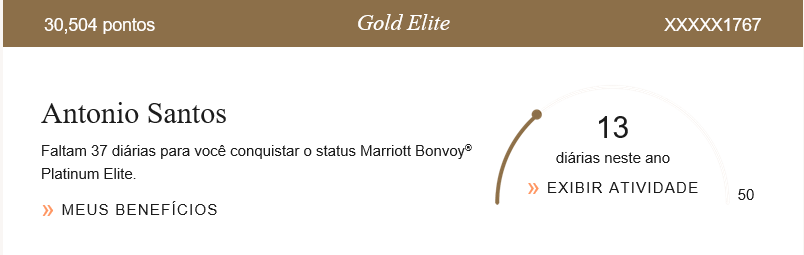 30,504 pontos
Gold Elite
XXXXX1767
Antonio Santos
Faltam 37 diárias para você conquistar o status Marriott Bonvoy®
Platinum Elite.
» MEUS BENEFÍCIOS
13
diárias neste ano
» EXIBIR ATIVIDADE
50